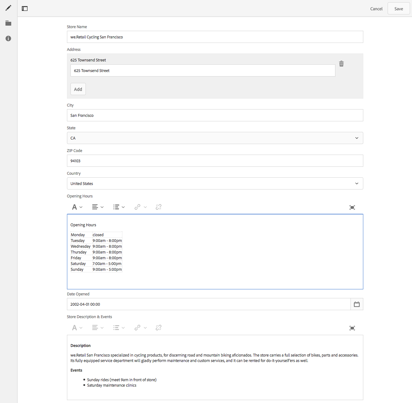 Cancel
Save
Store Name
we.Retail Cycling San Francisco
Address
625 Townsend Street
625 Townsend Street
Add
City
San Francisco
State
CA
ZIP Code
94103
Country
United States
Opening Hours
Opening Hours
Monday closed
Tuesday 9:00am - 8:00pm
Wednesday 9:00am - 8:00pm
Thursday 9:00am - 8:00pm
Friday 9:00am - 8:00pm
Saturday 7:00am - 5:00pm
Sunday 8:00am - 5:00pm
Date Opened
2002-04-01 00:00
Store Description & Events
Description
we.Retail San Francisco specialized in cycling products, for discerning road and mountain biking aficionados. The store carries a full selection of bikes, parts and accessories.
Its fully equipped service department will gladly perform maintenance and custom services, and it can be rented for do-it-yourself'ers as well.
Events
Sunday rides (meet 9am in front of store)
Saturday maintenance clinics